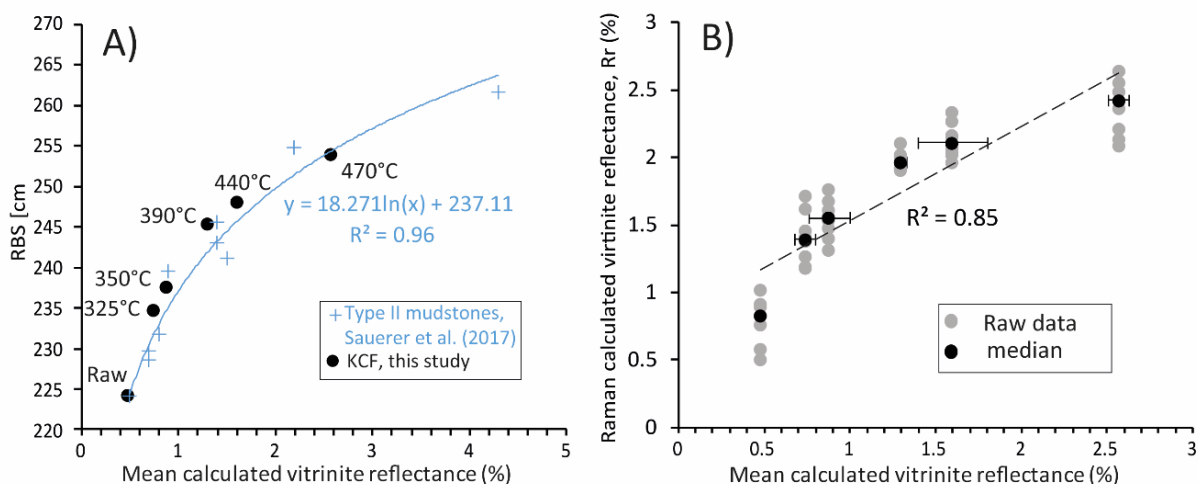 A)
RBS [cm
270
265
260
255
250
245
240
235
230
225
220
0
1
2
3
4
5
Raw
325°C
350°C
390°C
440°C
470°C
y = 18.271ln(x) + 237.11
R² = 0.96
Type II mudstones,
Sauerer et al. (2017)
KCF, this study
Mean calculated vitrinite reflectance (%)
B)
Raman calculated virtinite reflectance, Rr (%)
3
2.5
2
1.5
1
0.5
0
0
0.5
1
1.5
2
2.5
3
R² = 0.85
Raw data
median
Mean calculated vitrinite reflectance (%)